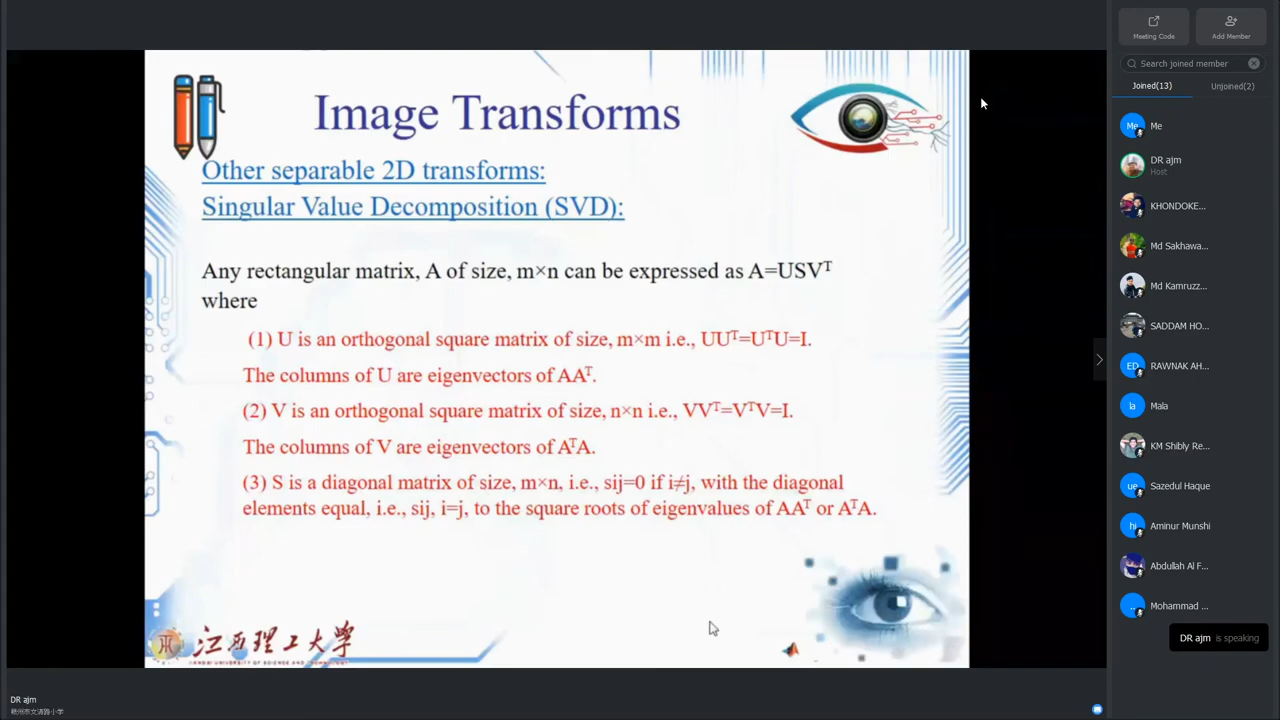 Meeting Code
Add Member
Search joined member
Joined(13)
Unjoined(2)
Image Transforms
Other separable 2D transforms:
Singular Value Decomposition (SVD):
Any rectangular matrix, A of size, m×n can be expressed as A=USVᵀ
where
(1) U is an orthogonal square matrix of size, m×m i.e., UUᵀ=UᵀU=I.
The columns of U are eigenvectors of AAᵀ.
(2) V is an orthogonal square matrix of size, n×n i.e., VVᵀ=VᵀV=I.
The columns of V are eigenvectors of AᵀA.
(3) S is a diagonal matrix of size, m×n, i.e., sij=0 if i≠j, with the diagonal
elements equal, i.e., sij, i=j, to the square roots of eigenvalues of AAᵀ or AᵀA.
江西理工大学
Me Me
DR ajm
Host
KHONDOKE...
Md Sakhawa...
Md Kamruzz...
SADDAM HO...
ED RAWNAK AH...
la Mala
KM Shibly Re...
ue Sazedul Haque
hi Aminur Munshi
Abdullah Al F...
.. Mohammad ...
DR ajm is speaking
DR ajm